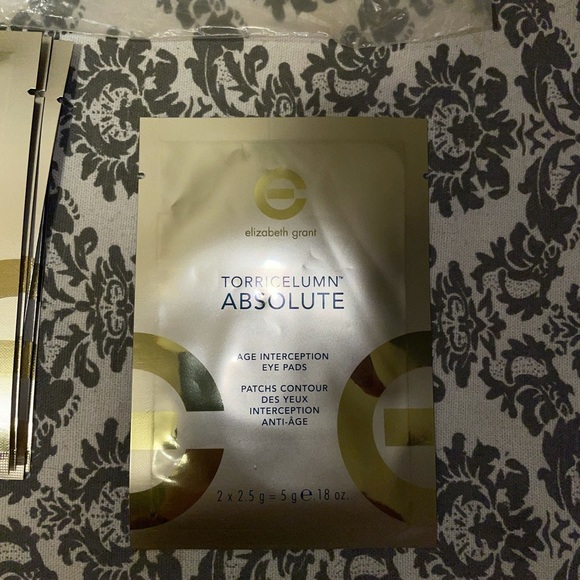 elizabeth grant
TORRICELUMN™
ABSOLUTE
AGE INTERCEPTION
EYE PADS
PATCHS CONTOUR
DES YEUX
INTERCEPTION
ANTI-ÂGE
2 x 2.5 g = 5 g ℮ .18 oz.